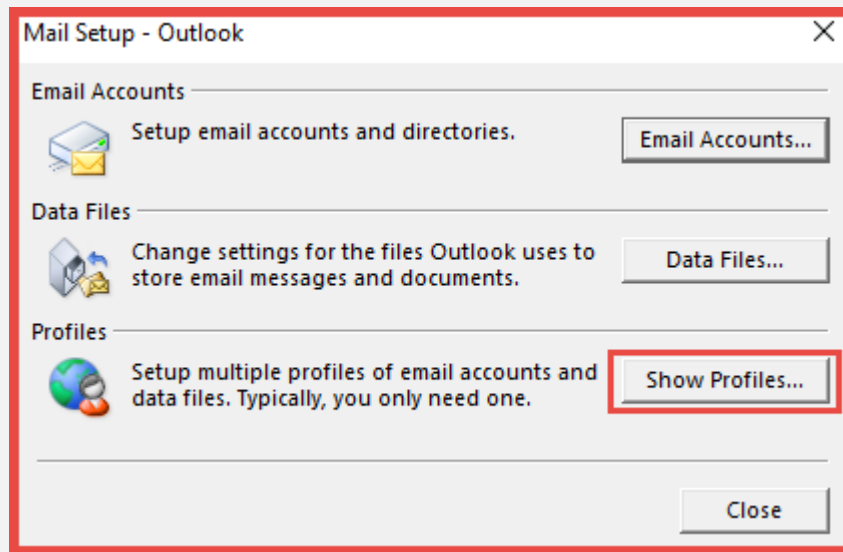 Mail Setup - Outlook
Email Accounts
Setup email accounts and directories.
Email Accounts...
Data Files
Change settings for the files Outlook uses to
store email messages and documents.
Data Files...
Profiles
Setup multiple profiles of email accounts and
data files. Typically, you only need one.
Show Profiles...
Close